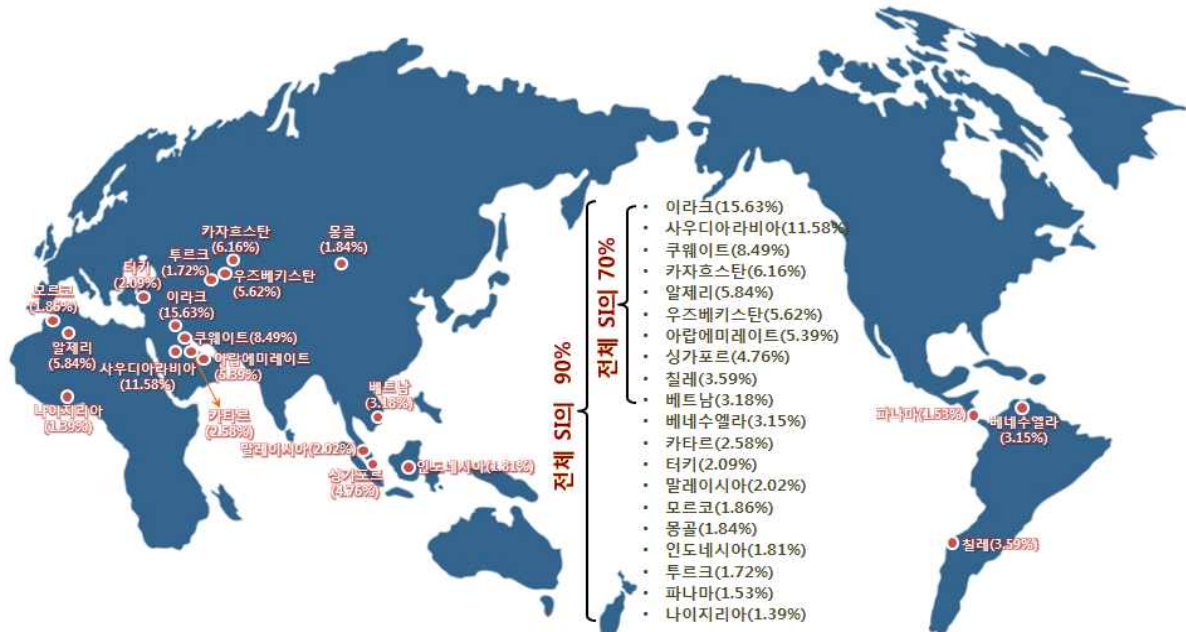 카자흐스탄
(6.16%)
몽골
(1.84%)
투르크
(1.72%)
우즈베키스탄
(5.62%)
터키
(2.09%)
이라크
(15.63%)
모르코
(1.86%)
알제리
(5.84%)
쿠웨이트(8.49%)
사우디아라비아
(11.58%)
아랍에미레이트
(5.39%)
나이지리아
(1.39%)
카타르
(2.58%)
베트남
(3.18%)
말레이시아(2.02%)
싱가포르
(4.76%)
인도네시아(1.81%)
전체 SI의 90%
전체 SI의 70%
• 이라크(15.63%)
• 사우디아라비아(11.58%)
• 쿠웨이트(8.49%)
• 카자흐스탄(6.16%)
• 알제리(5.84%)
• 우즈베키스탄(5.62%)
• 아랍에미레이트(5.39%)
• 싱가포르(4.76%)
• 칠레(3.59%)
• 베트남(3.18%)
• 베네수엘라(3.15%)
• 카타르(2.58%)
• 터키(2.09%)
• 말레이시아(2.02%)
• 모르코(1.86%)
• 몽골(1.84%)
• 인도네시아(1.81%)
• 투르크(1.72%)
• 파나마(1.53%)
• 나이지리아(1.39%)
파나마(1.53%)
베네수엘라
(3.15%)
칠레(3.59%)